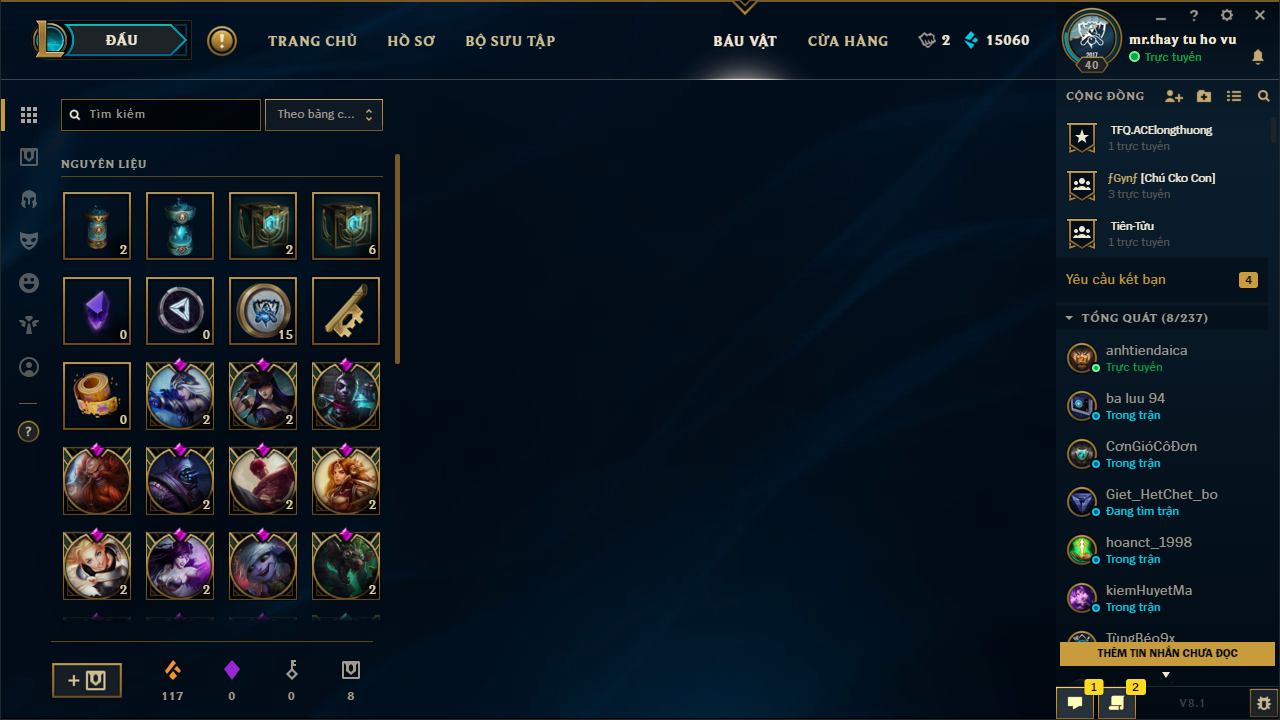 ĐẤU
TRANG CHỦ
HỒ SƠ
BỘ SƯU TẬP
BÁU VẬT
CỬA HÀNG
2
15060
?
2017
40
mr.thay tu ho vu
Trực tuyến
Tìm kiếm
Theo bảng c...
NGUYÊN LIỆU
2
2
6
0
0
15
0
2
2
2
2
2
2
2
2
?
117
0
0
8
CỘNG ĐỒNG
TFQ.ACElongthuong
1 trực tuyến
ƒGynƒ [Chú Cko Con]
3 trực tuyến
Tiên-Tửu
1 trực tuyến
Yêu cầu kết bạn
4
TỔNG QUÁT (8/237)
anhtiendaica
Trực tuyến
ba luu 94
Trong trận
CơnGióCôĐơn
Trong trận
Giet_HetChet_bo
Đang tìm trận
hoanct_1998
Trong trận
kiemHuyetMa
Trong trận
TùngBéo9x
THÊM TIN NHẮN CHƯA ĐỌC
1
2
V8.1